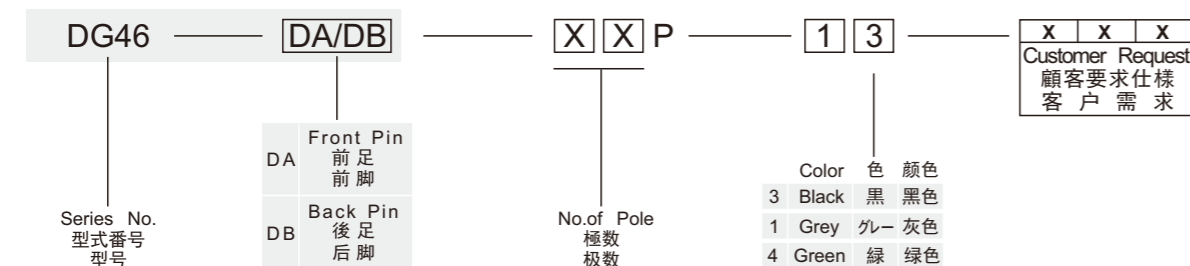 DG46 DA/DB X X P 1 3 X X X
Customer Request
顧客要求仕様
客户需求
DA Front Pin
前足
前脚
DB Back Pin
後足
后脚
Series No.
型式番号
型号
No.of Pole
極数
极数
Color 色 颜色
3 Black 黒 黑色
1 Grey グレー 灰色
4 Green 緑 绿色